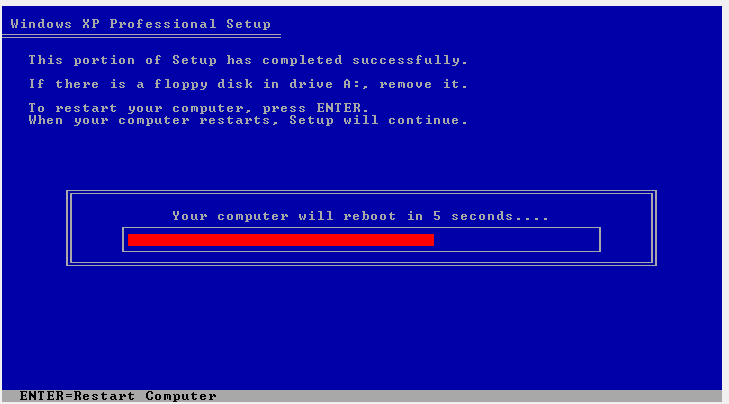 Windows XP Professional Setup
This portion of Setup has completed successfully.
If there is a floppy disk in drive A:, remove it.
To restart your computer, press ENTER.
When your computer restarts, Setup will continue.
Your computer will reboot in 5 seconds....
ENTER=Restart Computer